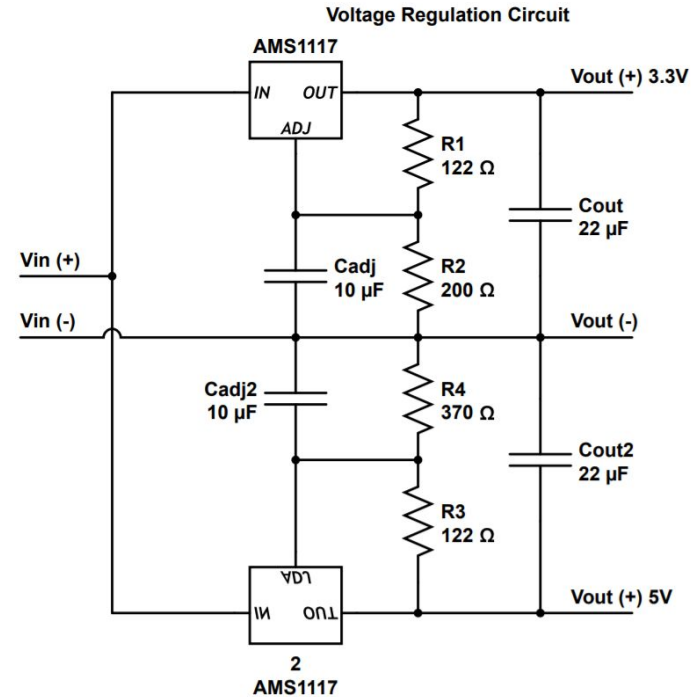 Voltage Regulation Circuit
AMS1117
IN OUT
ADJ
Vout (+) 3.3V
R1
122 Ω
Cout
22 µF
Vin (+)
Cadj
10 µF
R2
200 Ω
Vin (-)
Vout (-)
Cadj2
10 µF
R4
370 Ω
Cout2
22 µF
R3
122 Ω
ADJ
IN OUT
Vout (+) 5V
2
AMS1117